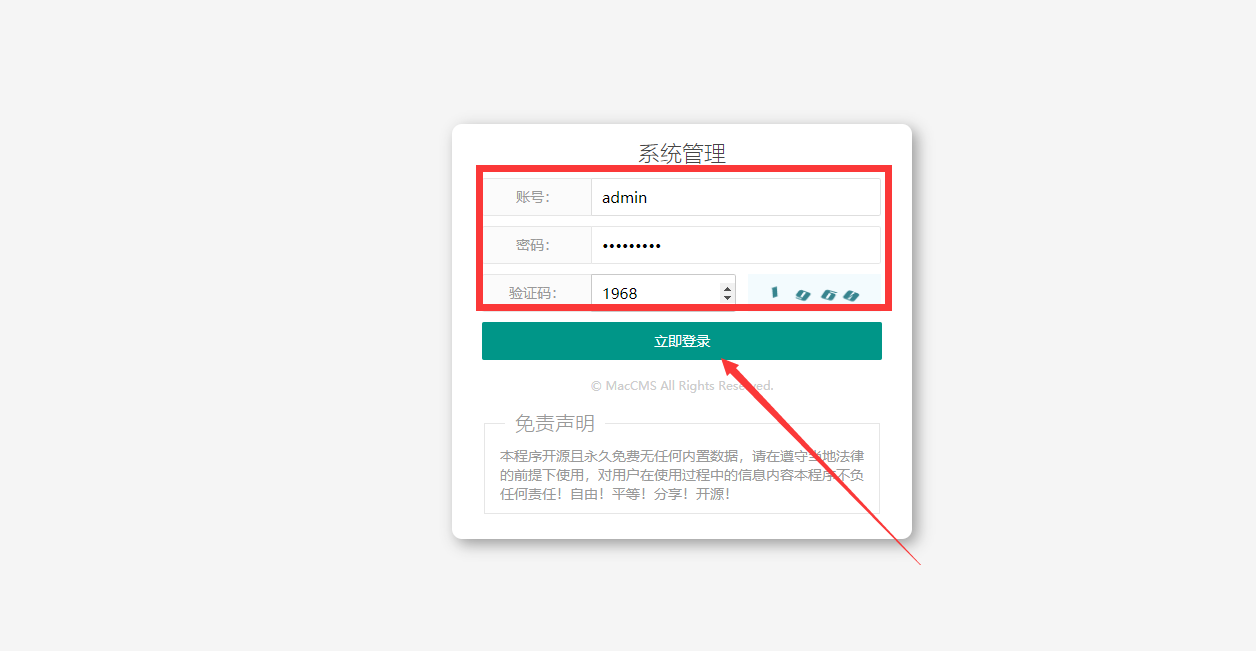 系统管理
账号： admin
密码： •••••••••
验证码： 1968 1968
立即登录
© MacCMS All Rights Reserved.
免责声明
本程序开源且永久免费无任何内置数据，请在遵守当地法律
的前提下使用，对用户在使用过程中的信息内容本程序不负
任何责任！自由！平等！分享！开源！